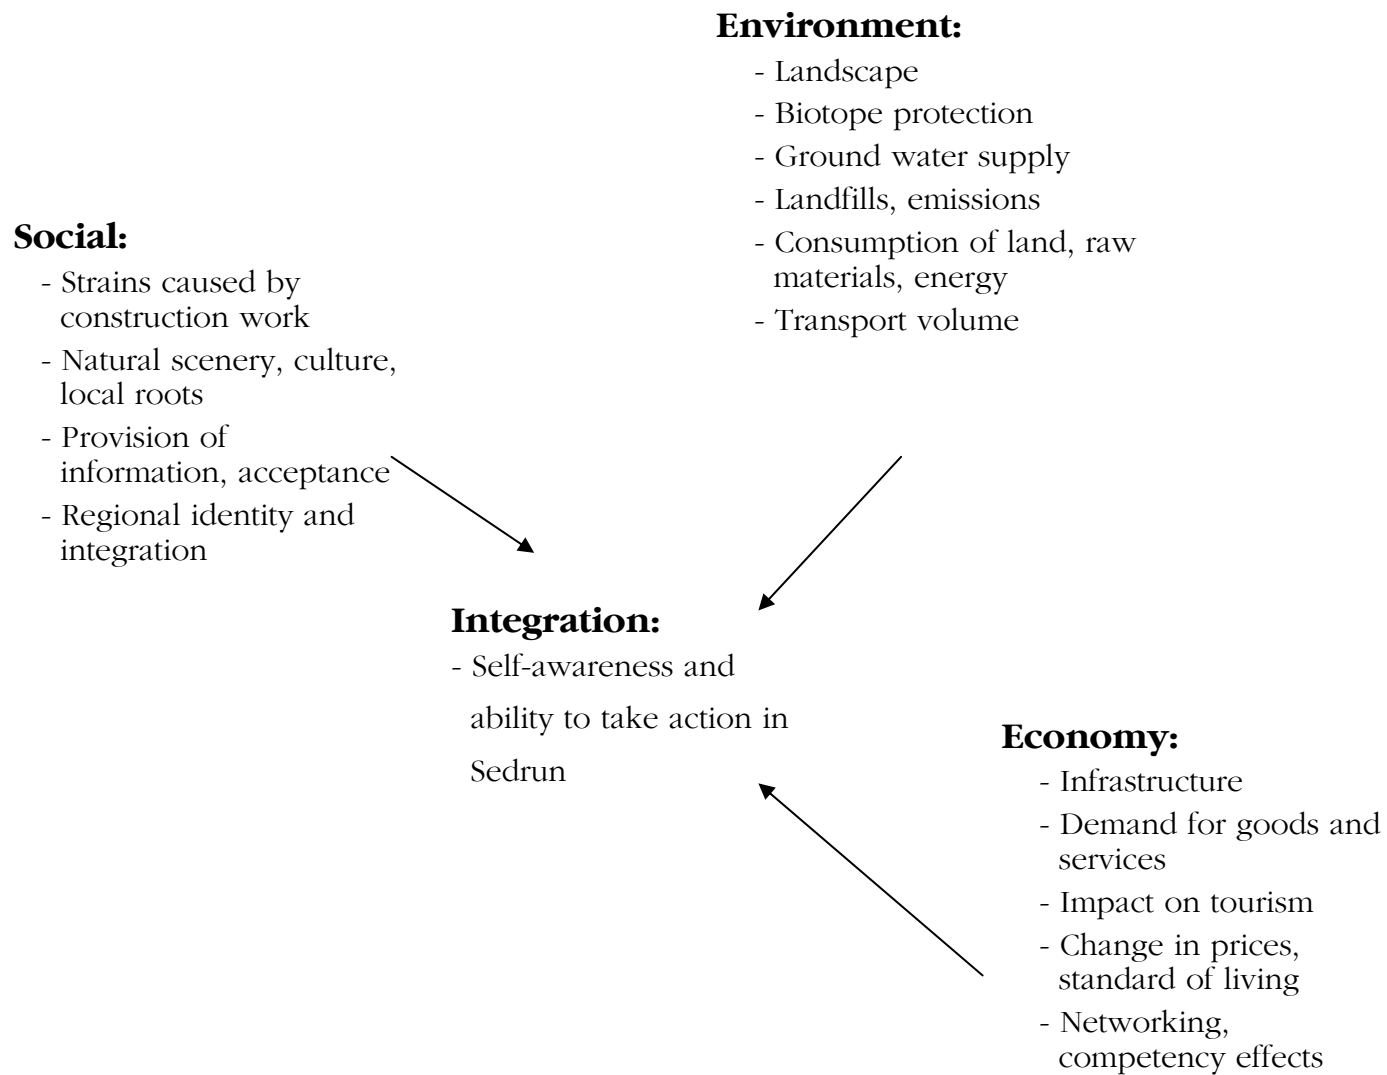 Environment:
- Landscape
- Biotope protection
- Ground water supply
- Landfills, emissions
- Consumption of land, raw
materials, energy
- Transport volume
Social:
- Strains caused by
construction work
- Natural scenery, culture,
local roots
- Provision of
information, acceptance
- Regional identity and
integration
Integration:
- Self-awareness and
ability to take action in
Sedrun
Economy:
- Infrastructure
- Demand for goods and
services
- Impact on tourism
- Change in prices,
standard of living
- Networking,
competency effects